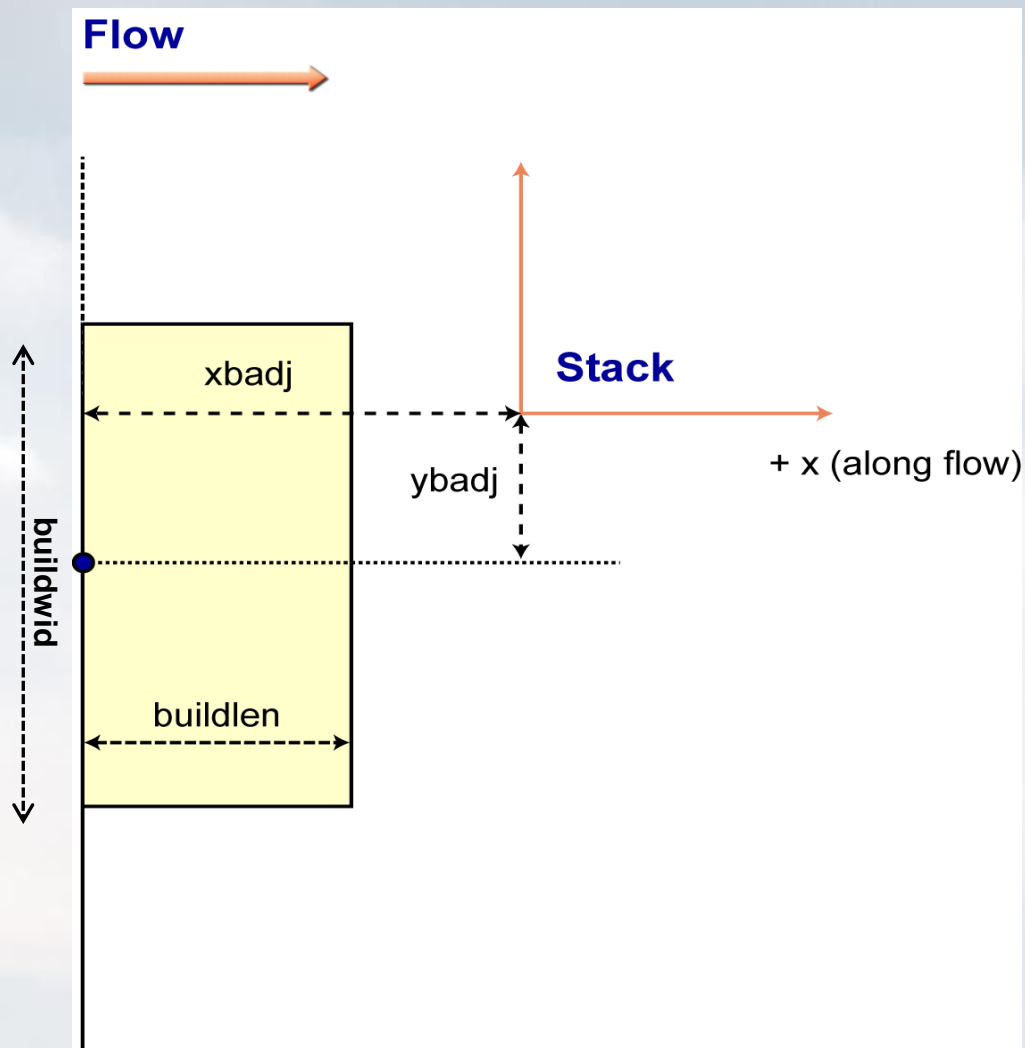 Flow
xbadj
Stack
+ x (along flow)
ybadj
buildwid
buildlen